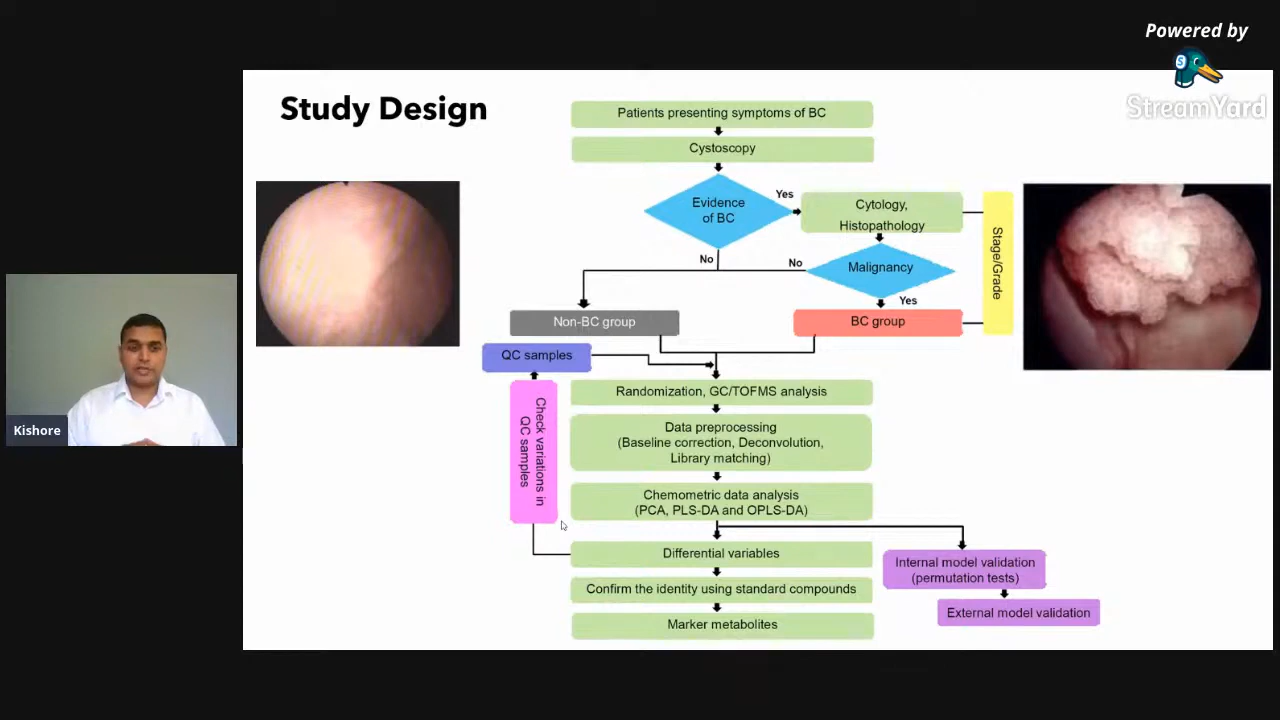 Powered by
StreamYard
Study Design
Patients presenting symptoms of BC
Cystoscopy
Evidence
of BC
Yes
Cytology,
Histopathology
Stage/Grade
No
No
Malignancy
Yes
Non-BC group
BC group
QC samples
Check variations in
QC samples
Randomization, GC/TOFMS analysis
Data preprocessing
(Baseline correction, Deconvolution,
Library matching)
Chemometric data analysis
(PCA, PLS-DA and OPLS-DA)
Differential variables
Internal model validation
(permutation tests)
Confirm the identity using standard compounds
External model validation
Marker metabolites
Kishore